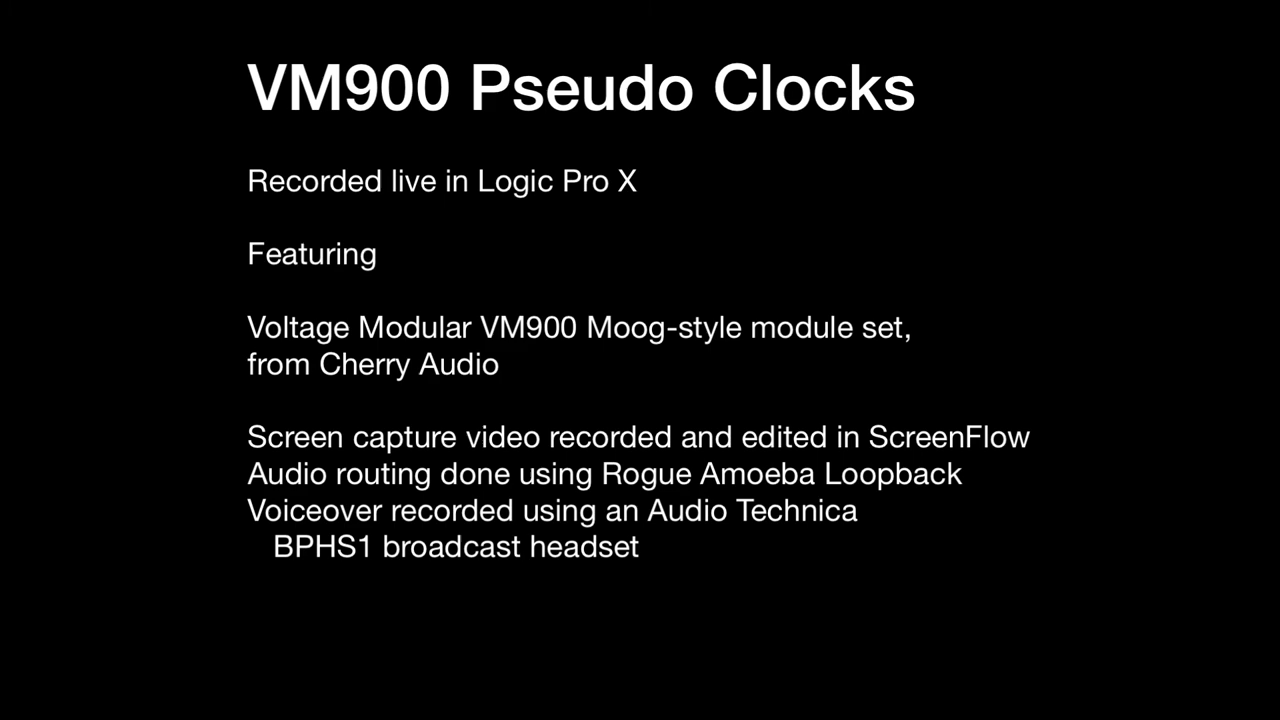 VM900 Pseudo Clocks
Recorded live in Logic Pro X
Featuring
Voltage Modular VM900 Moog-style module set,
from Cherry Audio
Screen capture video recorded and edited in ScreenFlow
Audio routing done using Rogue Amoeba Loopback
Voiceover recorded using an Audio Technica
BPHS1 broadcast headset